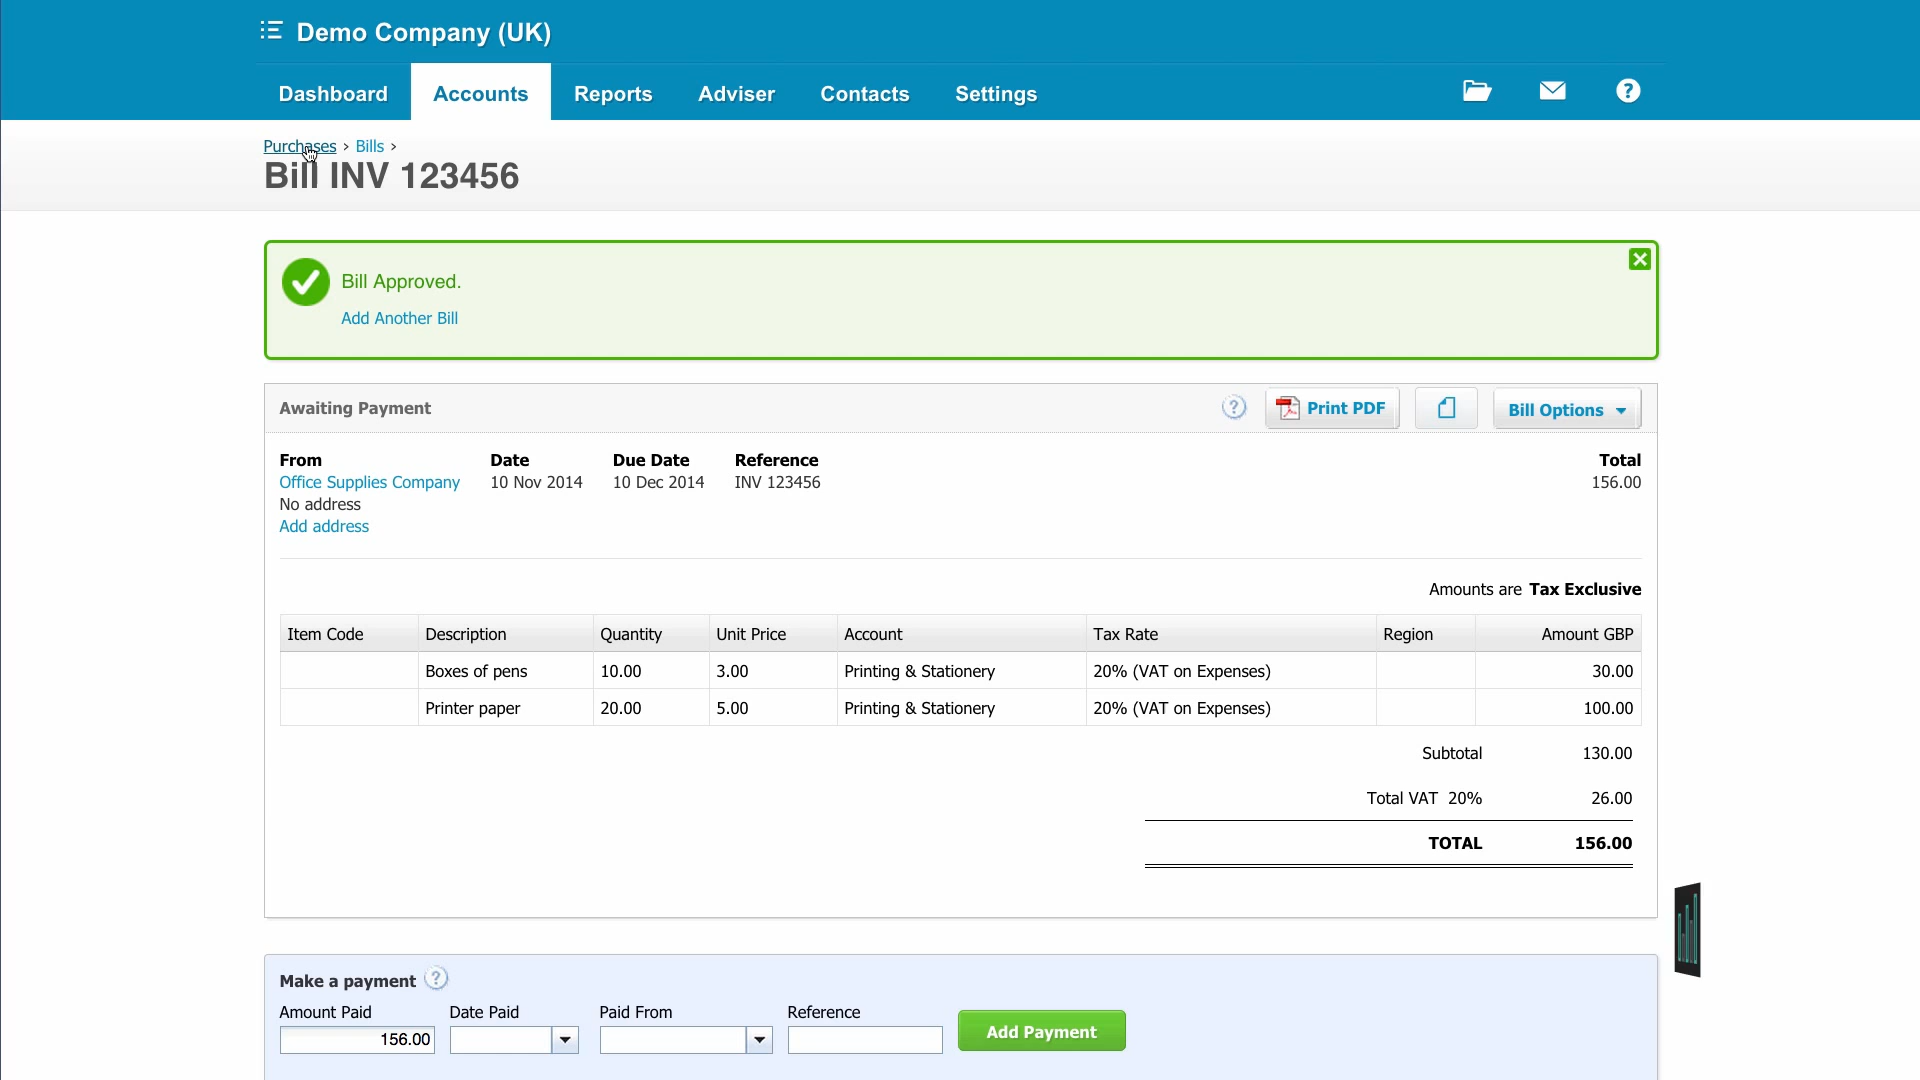 Demo Company (UK)
Dashboard Accounts Reports Adviser Contacts Settings ?
Purchases > Bills >
Bill INV 123456
Bill Approved.
Add Another Bill
Awaiting Payment ? Print PDF Bill Options
From Date Due Date Reference Total
Office Supplies Company 10 Nov 2014 10 Dec 2014 INV 123456 156.00
No address
Add address
Amounts are Tax Exclusive
Item Code Description Quantity Unit Price Account Tax Rate Region Amount GBP
Boxes of pens 10.00 3.00 Printing & Stationery 20% (VAT on Expenses) 30.00
Printer paper 20.00 5.00 Printing & Stationery 20% (VAT on Expenses) 100.00
Subtotal 130.00
Total VAT 20% 26.00
TOTAL 156.00
Make a payment ?
Amount Paid Date Paid Paid From Reference
156.00 Add Payment